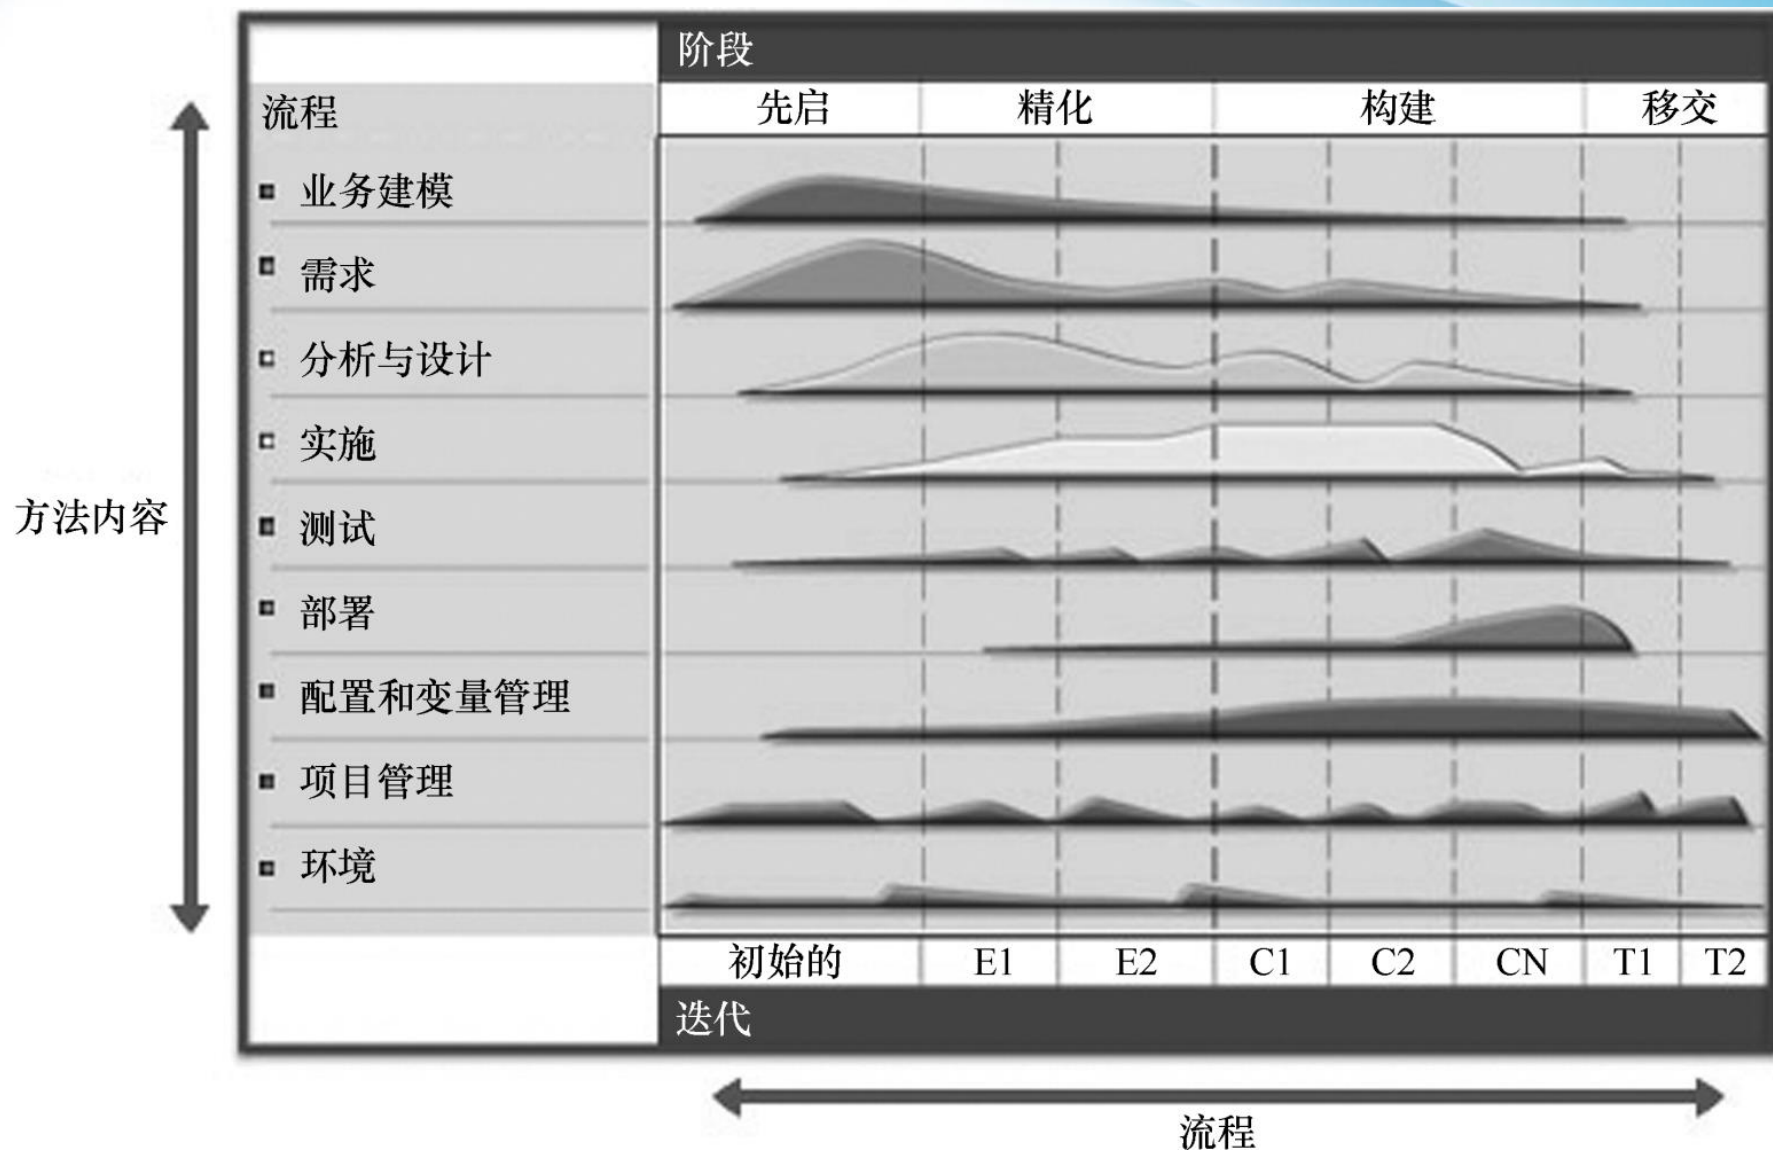 阶段
流程
先启
精化
构建
移交
业务建模
需求
分析与设计
实施
测试
部署
配置和变量管理
项目管理
环境
方法内容
初始的
E1
E2
C1
C2
CN
T1
T2
迭代
流程